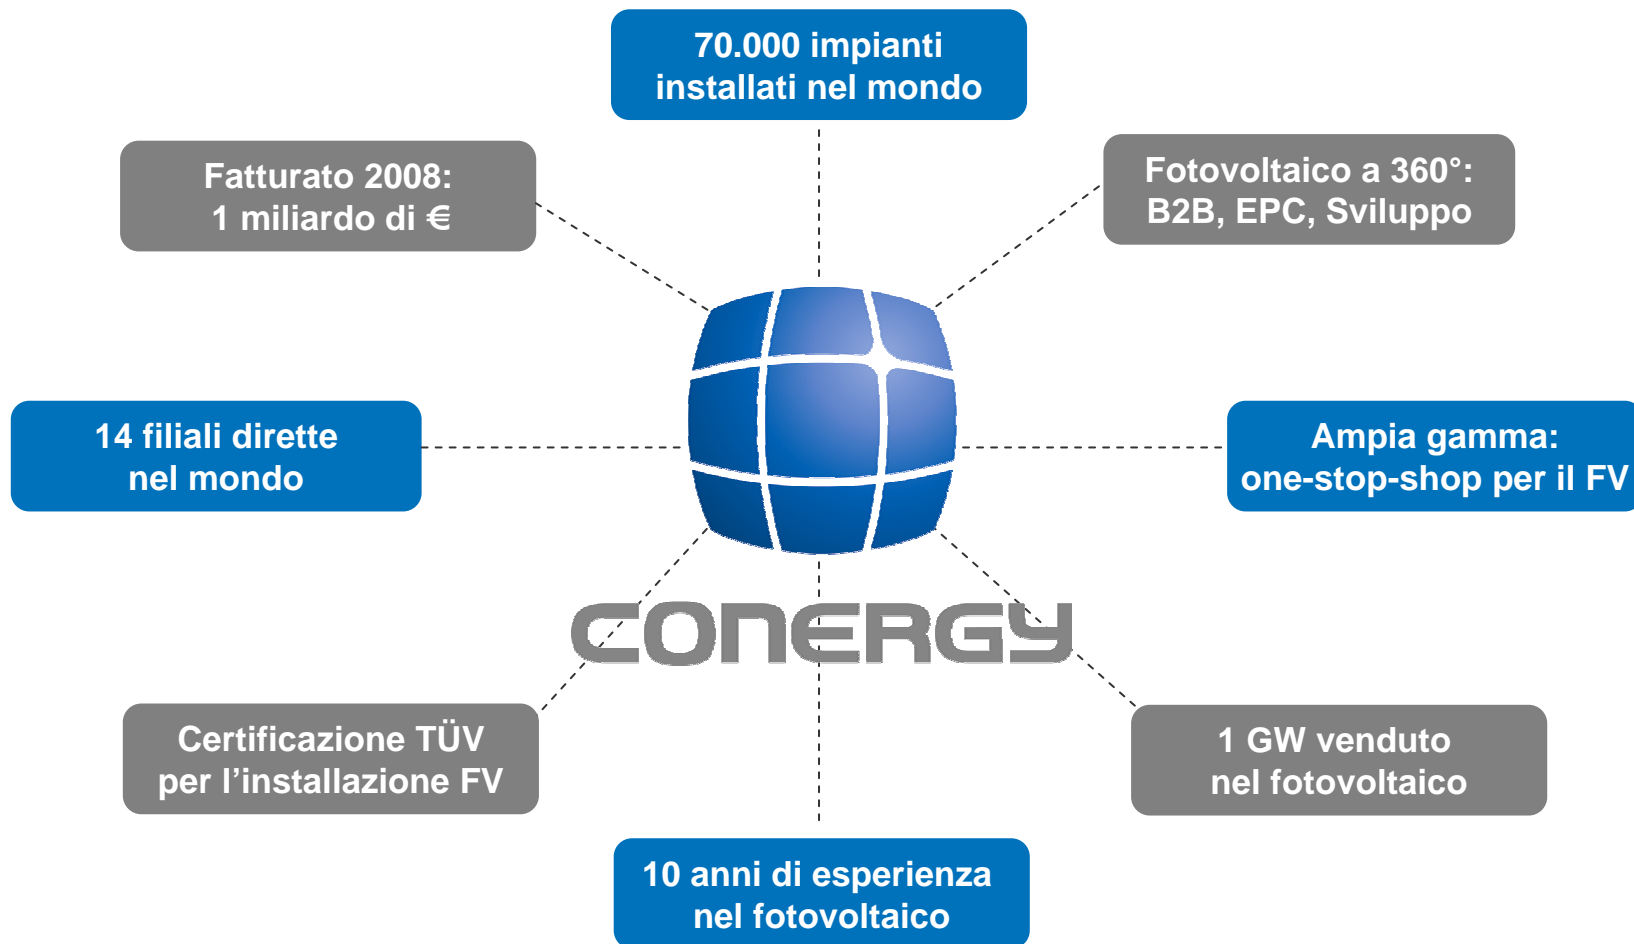 70.000 impianti
installati nel mondo
Fatturato 2008:
1 miliardo di €
Fotovoltaico a 360°:
B2B, EPC, Sviluppo
14 filiali dirette
nel mondo
Ampia gamma:
one-stop-shop per il FV
CONERGY
Certificazione TÜV
per l’installazione FV
1 GW venduto
nel fotovoltaico
10 anni di esperienza
nel fotovoltaico